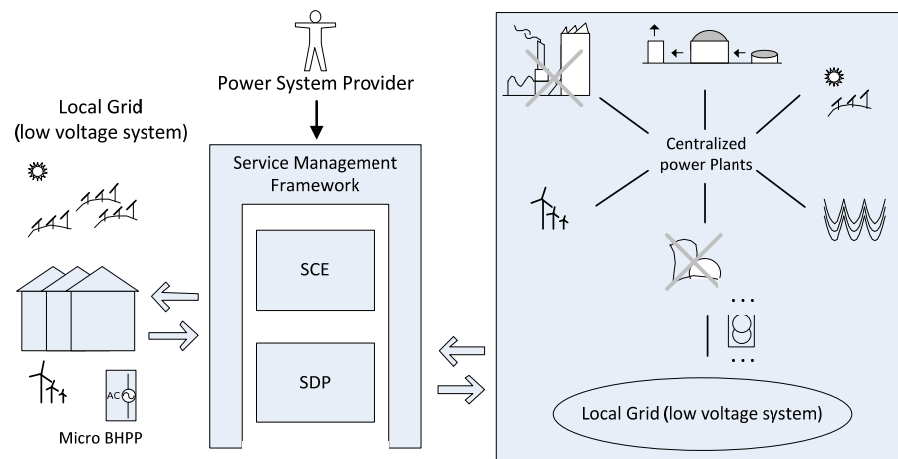 Power System Provider
Local Grid
(low voltage system)
Service Management
Framework
SCE
SDP
AC
Micro BHPP
Centralized
power Plants
Local Grid (low voltage system)